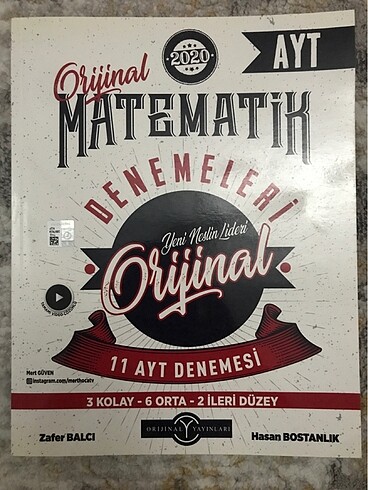 2020
AYT
Orijinal
MATEMATİK
DENEMELERİ
Yeni Neslin Lideri
Orijinal
11 AYT DENEMESİ
Mert GÜVEN
instagram.com/merthocatv
3 KOLAY - 6 ORTA - 2 İLERİ DÜZEY
Zafer BALCI
ORİJİNAL YAYINLARI
Hasan BOSTANLIK